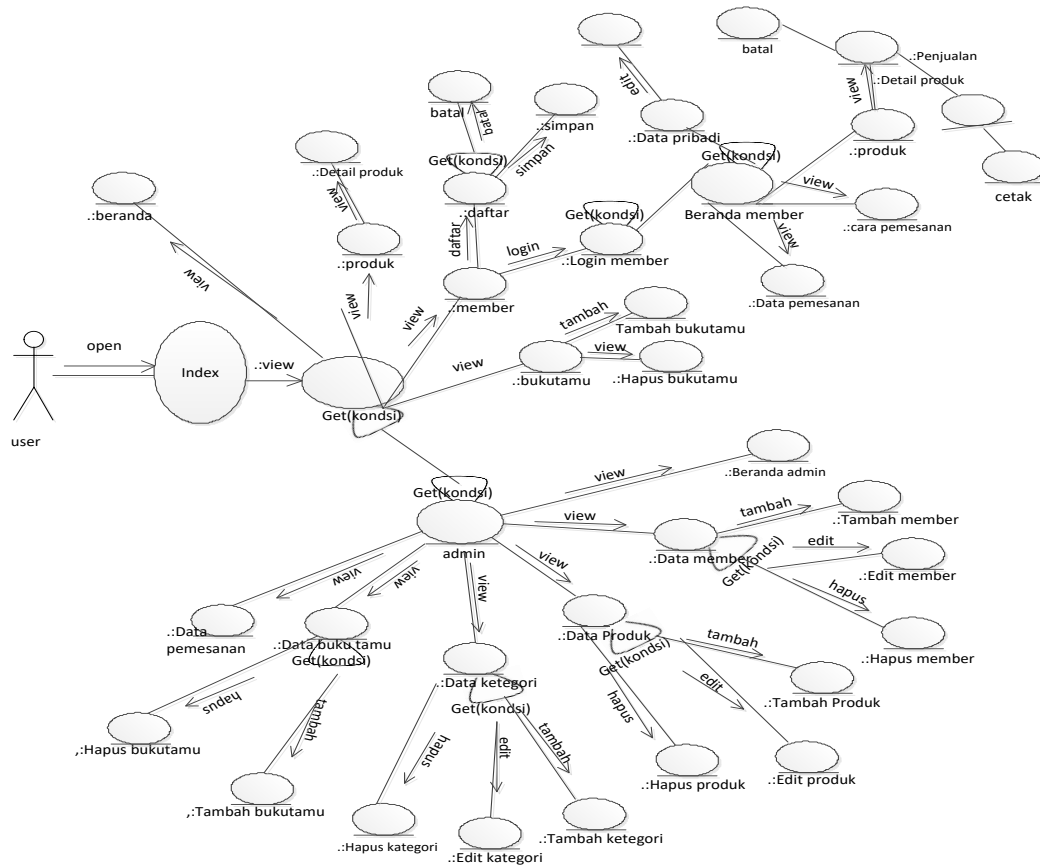 batal
.:Penjualan
.:Detail produk
view
edit
batal
batal
.:simpan
simpan
.:Data pribadi
.:produk
Get(kondsi)
.:Detail produk
view
Get(kondsi)
cetak
.:beranda
.:daftar
Get(kondsi)
Beranda member
view
.:cara pemesanan
view
.:produk
daftar
login
.:Login member
view
.:Data pemesanan
view
view
.:member
view
tambah
Tambah bukutamu
open
.:view
Index
view
.:bukutamu
view
.:Hapus bukutamu
Get(kondsi)
user
Get(kondsi)
admin
view
.:Beranda admin
view
.:Data member
tambah
.:Tambah member
Get(kondsi)
edit
.:Edit member
hapus
.:Hapus member
view
view
view
view
.:Data
pemesanan
.:Data buku tamu
Get(kondsi)
.:Data ketegori
Get(kondsi)
.:Data Produk
Get(kondsi)
tambah
.:Tambah Produk
edit
.:Edit produk
hapus
.:Hapus produk
hapus
,:Hapus bukutamu
tambah
,:Tambah bukutamu
hapus
.:Hapus kategori
edit
.:Edit kategori
tambah
.:Tambah ketegori